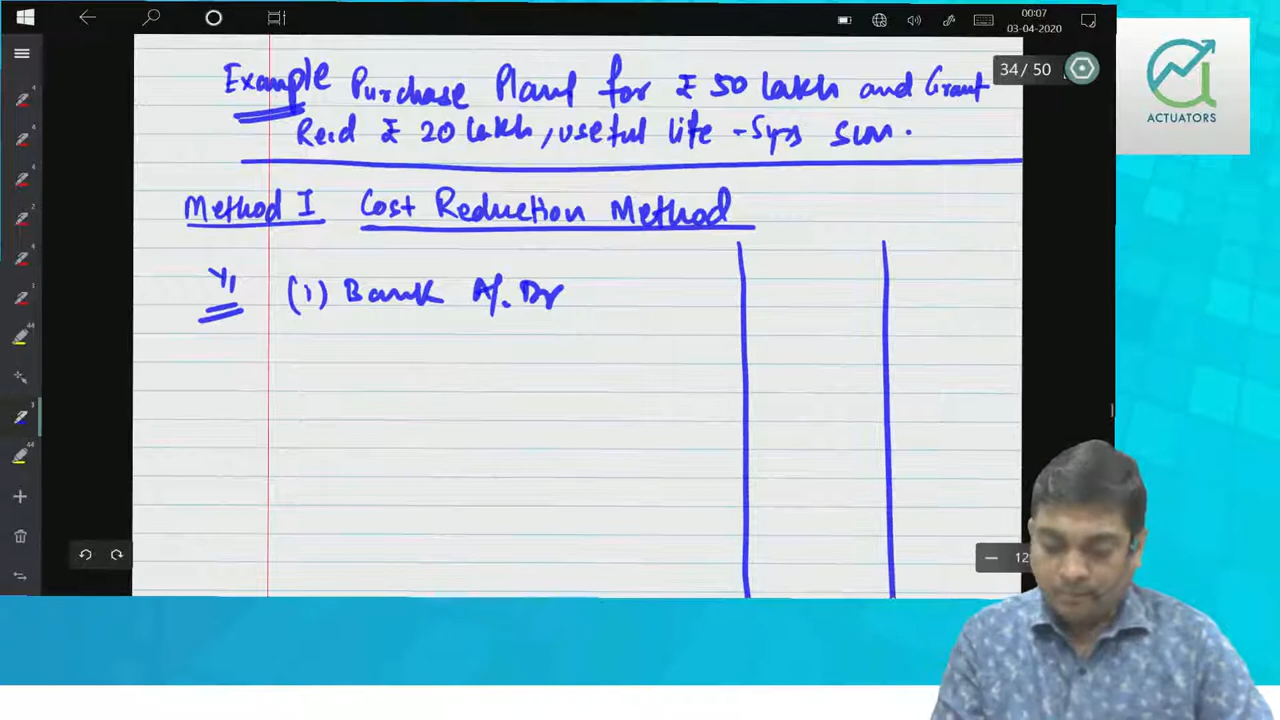 00:07
03-04-2020
34 / 50
ACTUATORS
Example Purchase Plant for ₹ 50 lakh and Grant
Recd ₹ 20 lakh, useful life - 5yrs SLM.
Method I Cost Reduction Method
Y1 (1) Bank A/. Dr